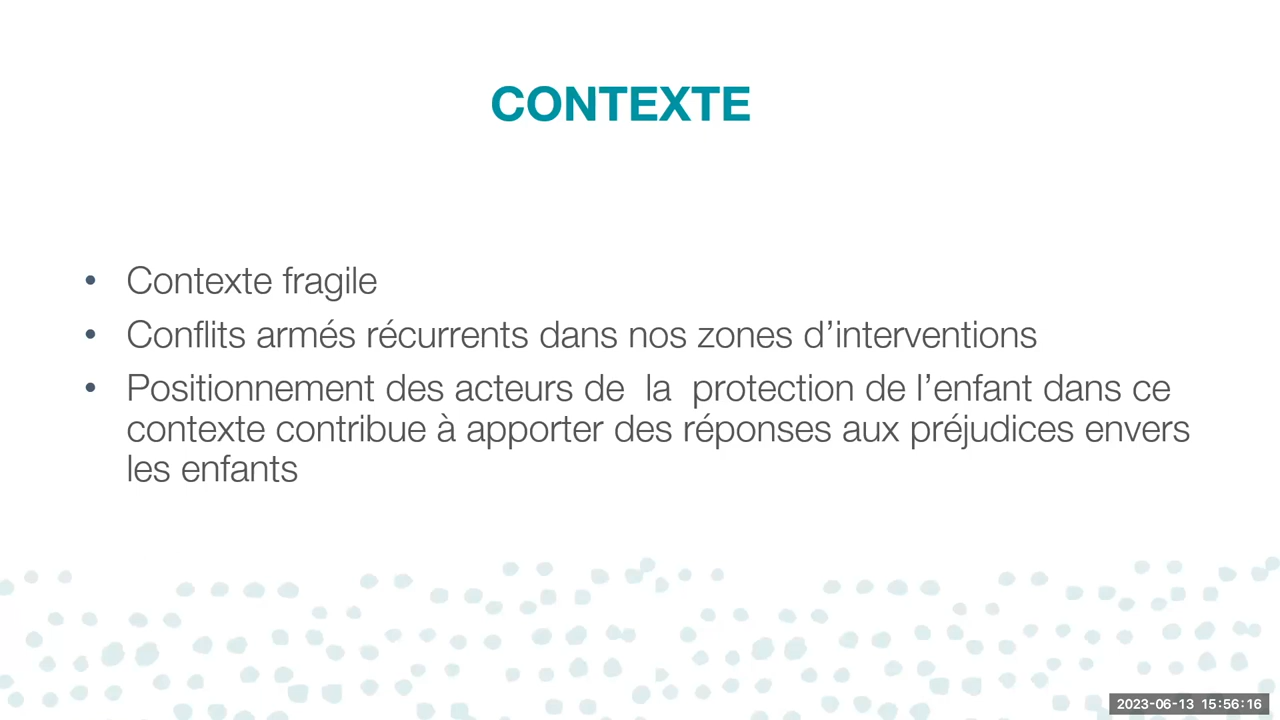 CONTEXTE
• Contexte fragile
• Conflits armés récurrents dans nos zones d’interventions
• Positionnement des acteurs de  la  protection de l’enfant dans ce
contexte contribue à apporter des réponses aux préjudices envers
les enfants
2023-06-13 15:56:16